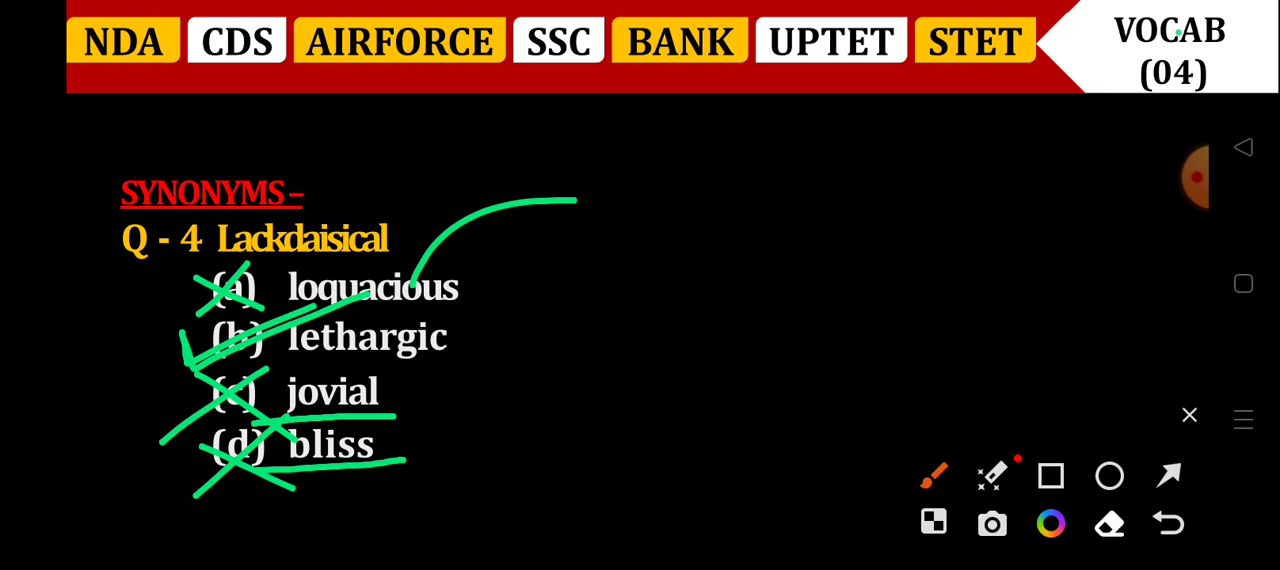 NDA CDS AIRFORCE SSC BANK UPTET STET VOCAB
(04)
SYNONYMS –
Q - 4 Lackdaisical
(a) loquacious
(b) lethargic
(c) jovial
(d) bliss